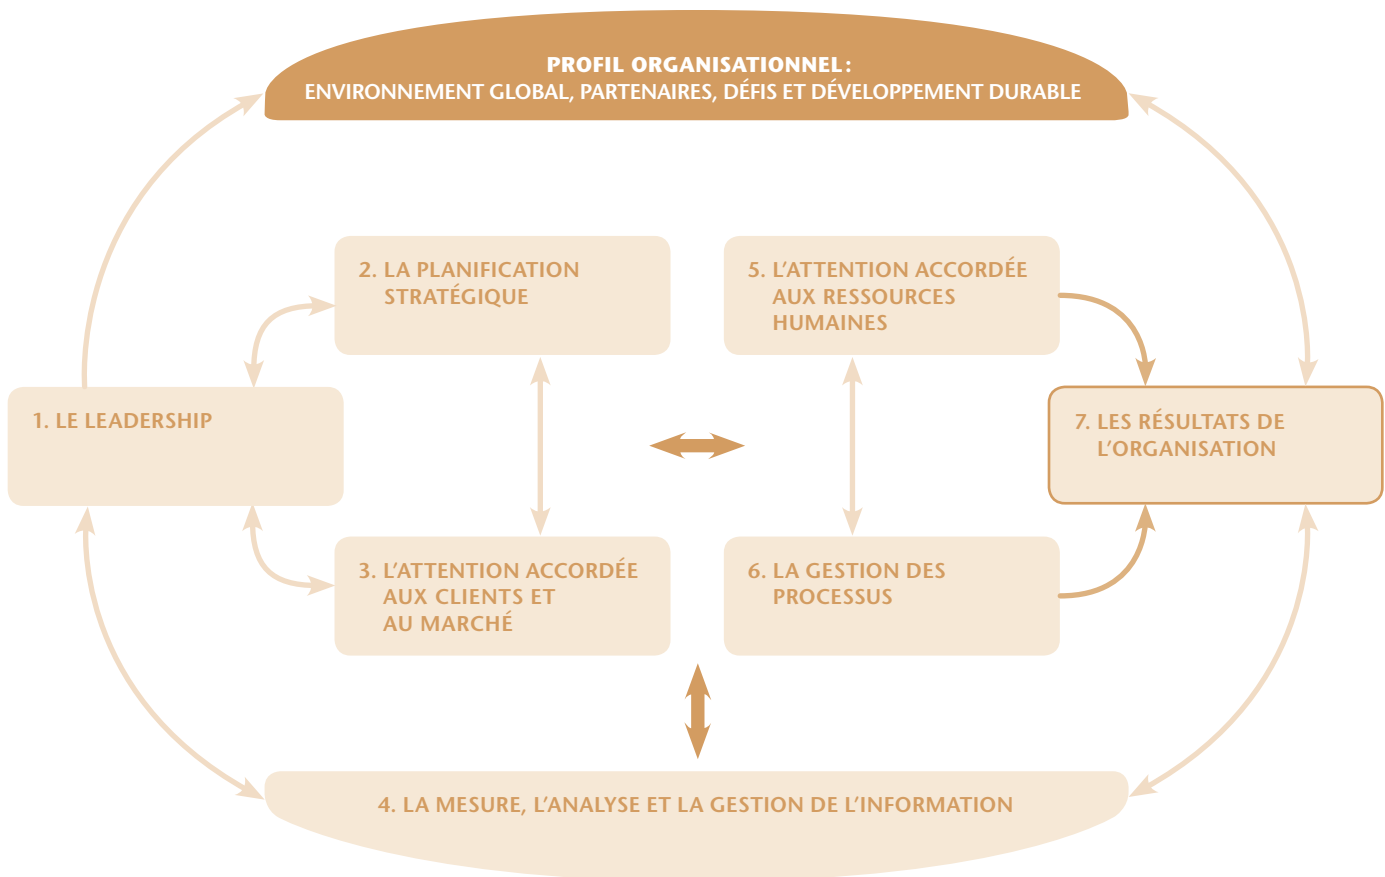 PROFIL ORGANISATIONNEL :
ENVIRONNEMENT GLOBAL, PARTENAIRES, DÉFIS ET DÉVELOPPEMENT DURABLE
2. LA PLANIFICATION
STRATÉGIQUE
5. L’ATTENTION ACCORDÉE
AUX RESSOURCES
HUMAINES
1. LE LEADERSHIP
7. LES RÉSULTATS DE
L’ORGANISATION
3. L’ATTENTION ACCORDÉE
AUX CLIENTS ET
AU MARCHÉ
6. LA GESTION DES
PROCESSUS
4. LA MESURE, L’ANALYSE ET LA GESTION DE L’INFORMATION